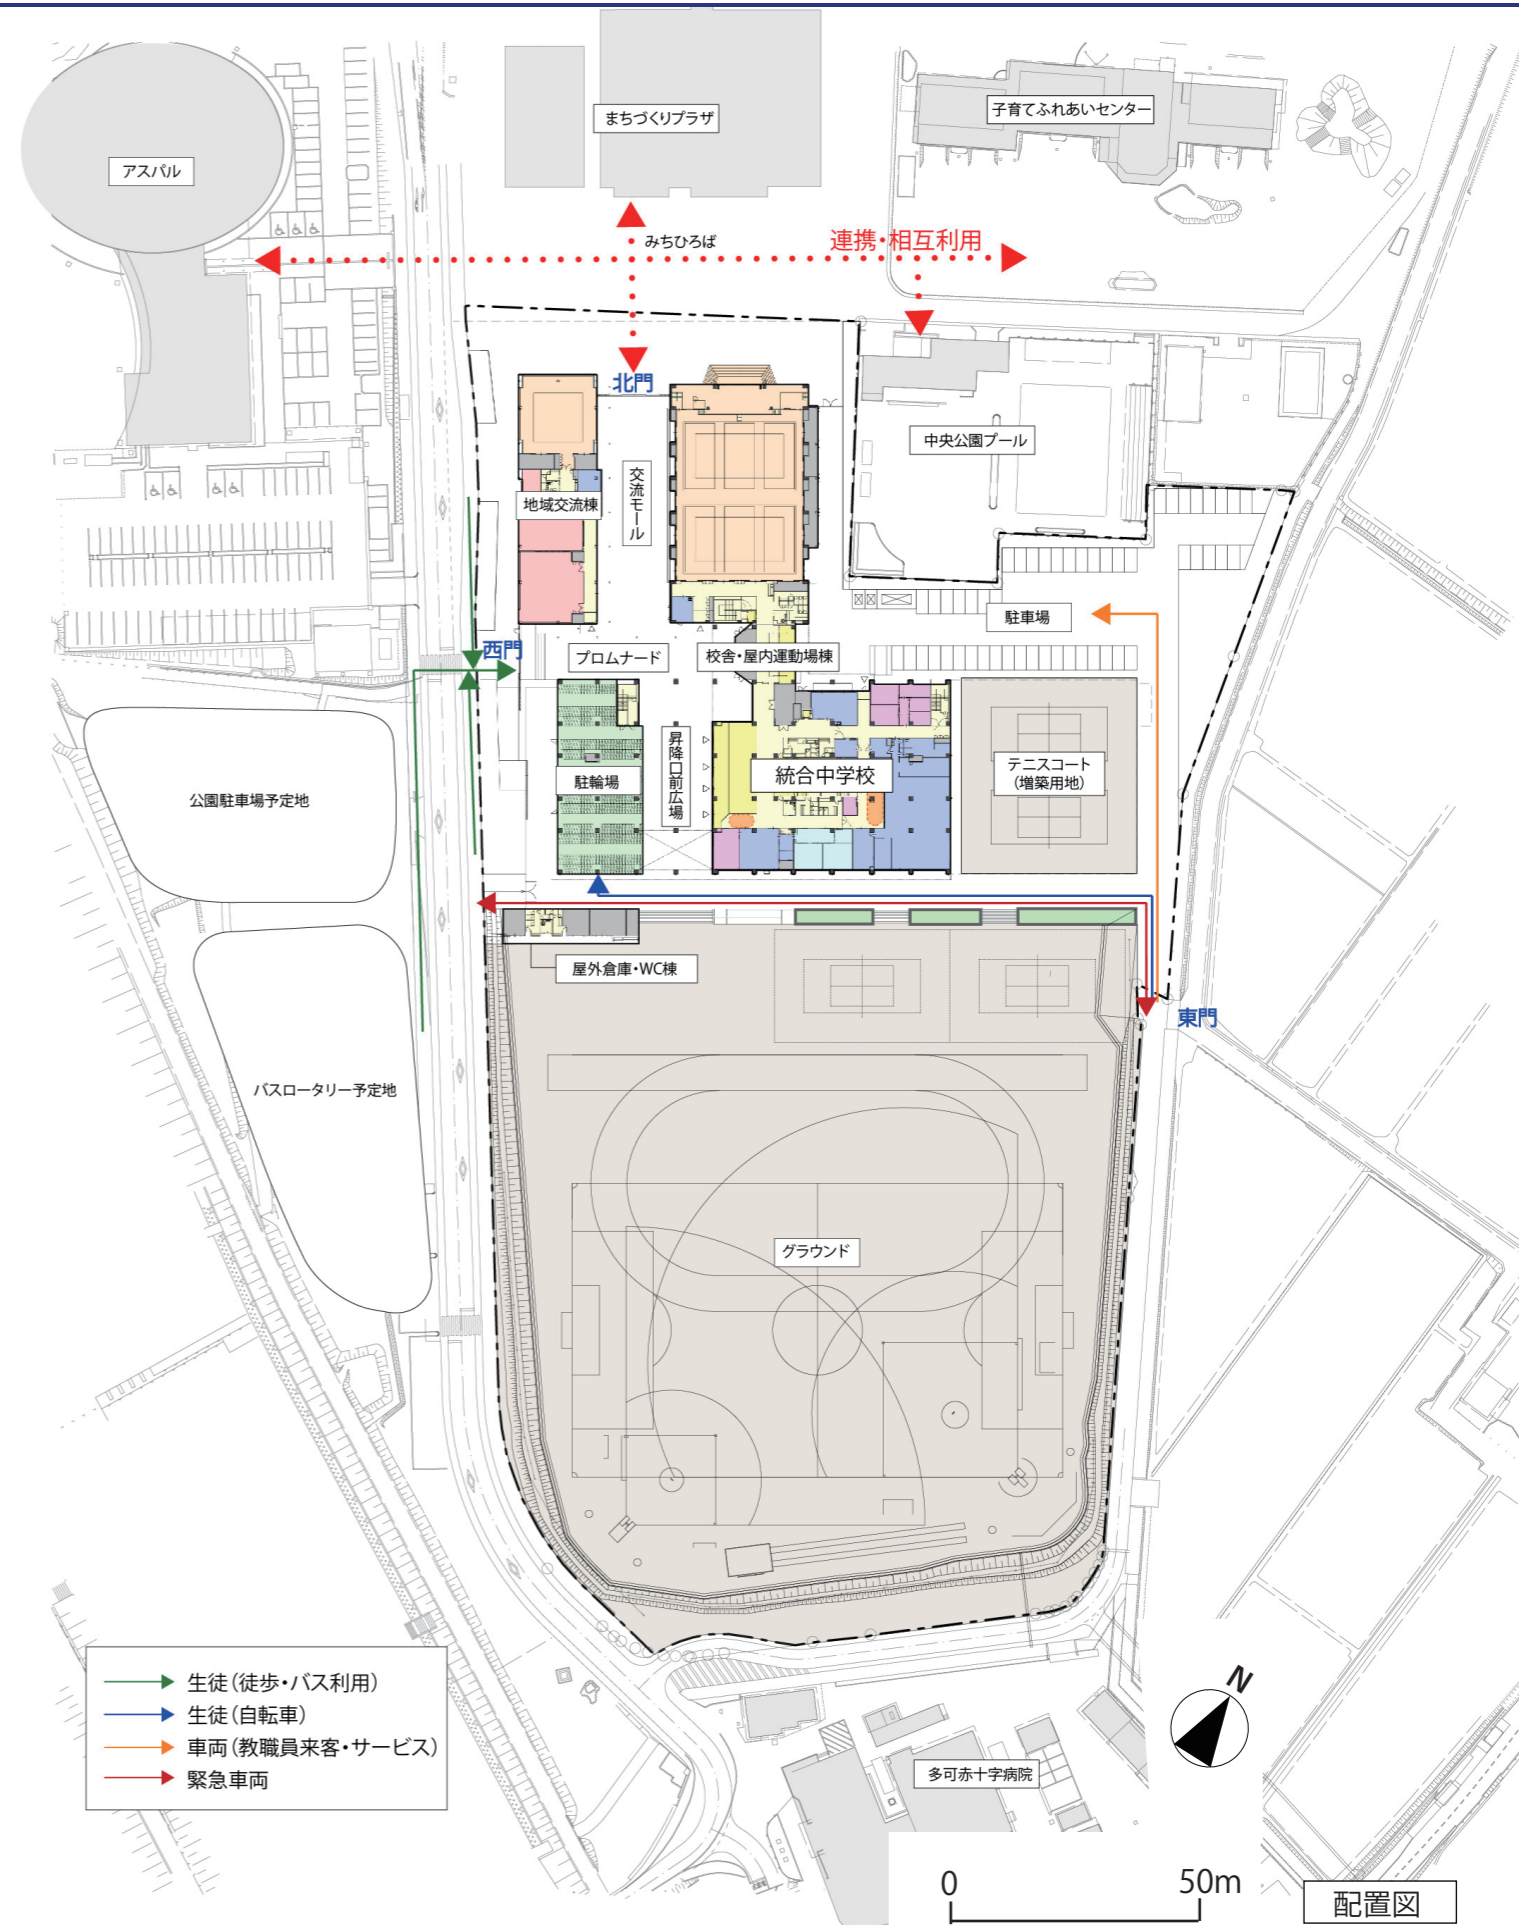 まちづくりプラザ
子育てふれあいセンター
アスパル
みちひろば
連携・相互利用
北門
中央公園プール
地域交流棟
交流モール
駐車場
西門
プロムナード
校舎・屋内運動場棟
昇降口前広場
駐輪場
統合中学校
テニスコート
(増築用地)
公園駐車場予定地
屋外倉庫・WC棟
東門
バスロータリー予定地
グラウンド
生徒(徒歩・バス利用)
生徒(自転車)
車両(教職員来客・サービス)
緊急車両
N
多可赤十字病院
0 50m
配置図